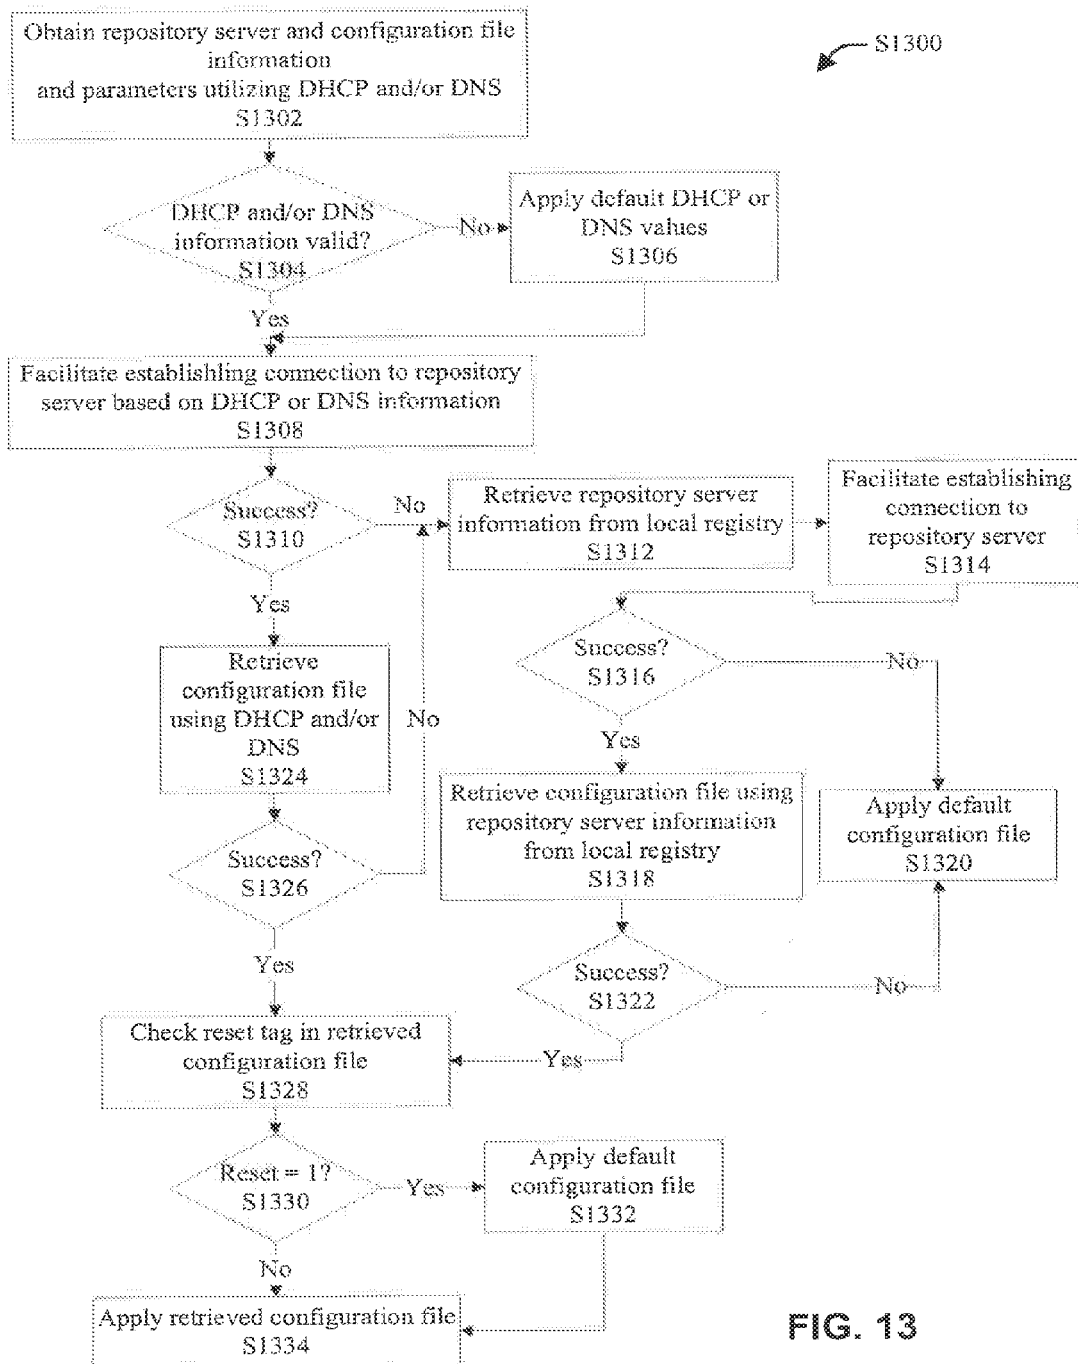 Obtain repository server and configuration file
information
and parameters utilizing DHCP and/or DNS
S1302
S1300
DHCP and/or DNS
information valid?
S1304
No
Apply default DHCP or
DNS values
S1306
Yes
Facilitate establishling connection to repository
server based on DHCP or DNS information
S1308
Success?
S1310
No
Retrieve repository server
information from local registry
S1312
Facilitate establishing
connection to
repository server
S1314
Yes
Success?
S1316
No
Retrieve
configuration file
using DHCP and/or
DNS
S1324
No
Yes
Retrieve configuration file using
repository server information
from local registry
S1318
Apply default
configuration file
S1320
Success?
S1326
Success?
S1322
No
Yes
Yes
Check reset tag in retrieved
configuration file
S1328
Reset = 1?
S1330
Yes
Apply default
configuration file
S1332
No
Apply retrieved configuration file
S1334
FIG. 13